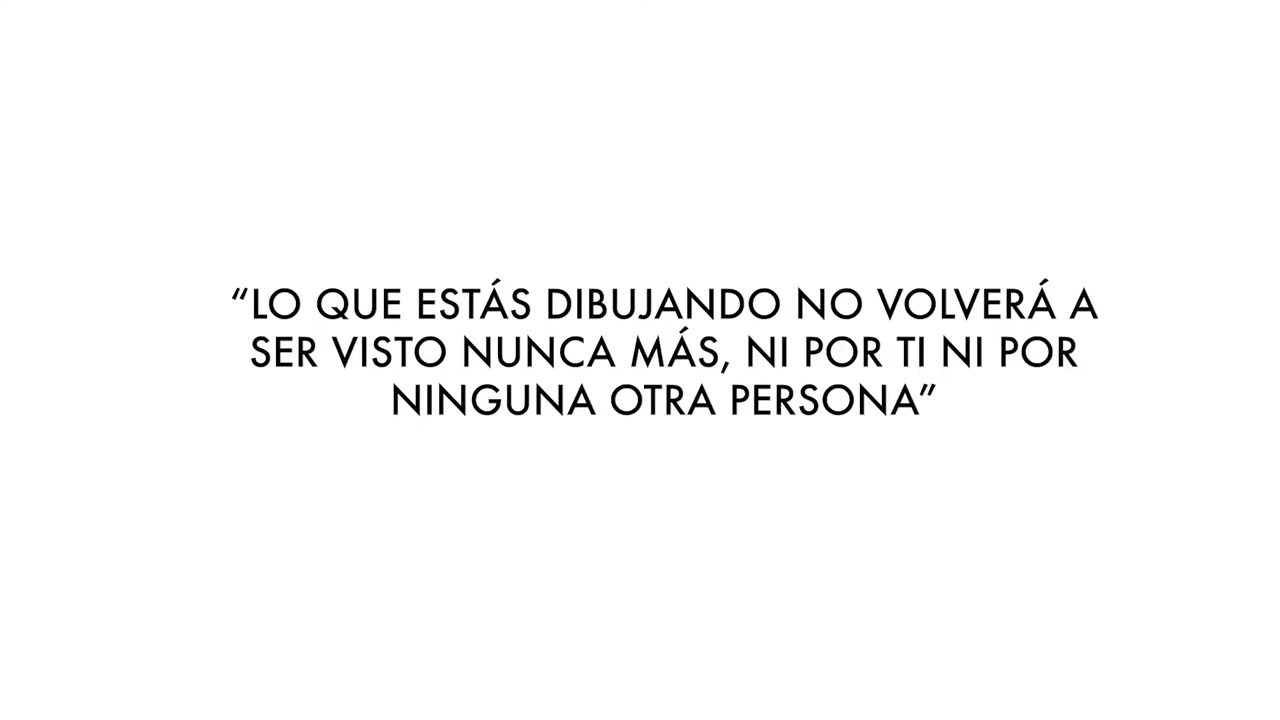 “LO QUE ESTÁS DIBUJANDO NO VOLVERÁ A
SER VISTO NUNCA MÁS, NI POR TI NI POR
NINGUNA OTRA PERSONA”